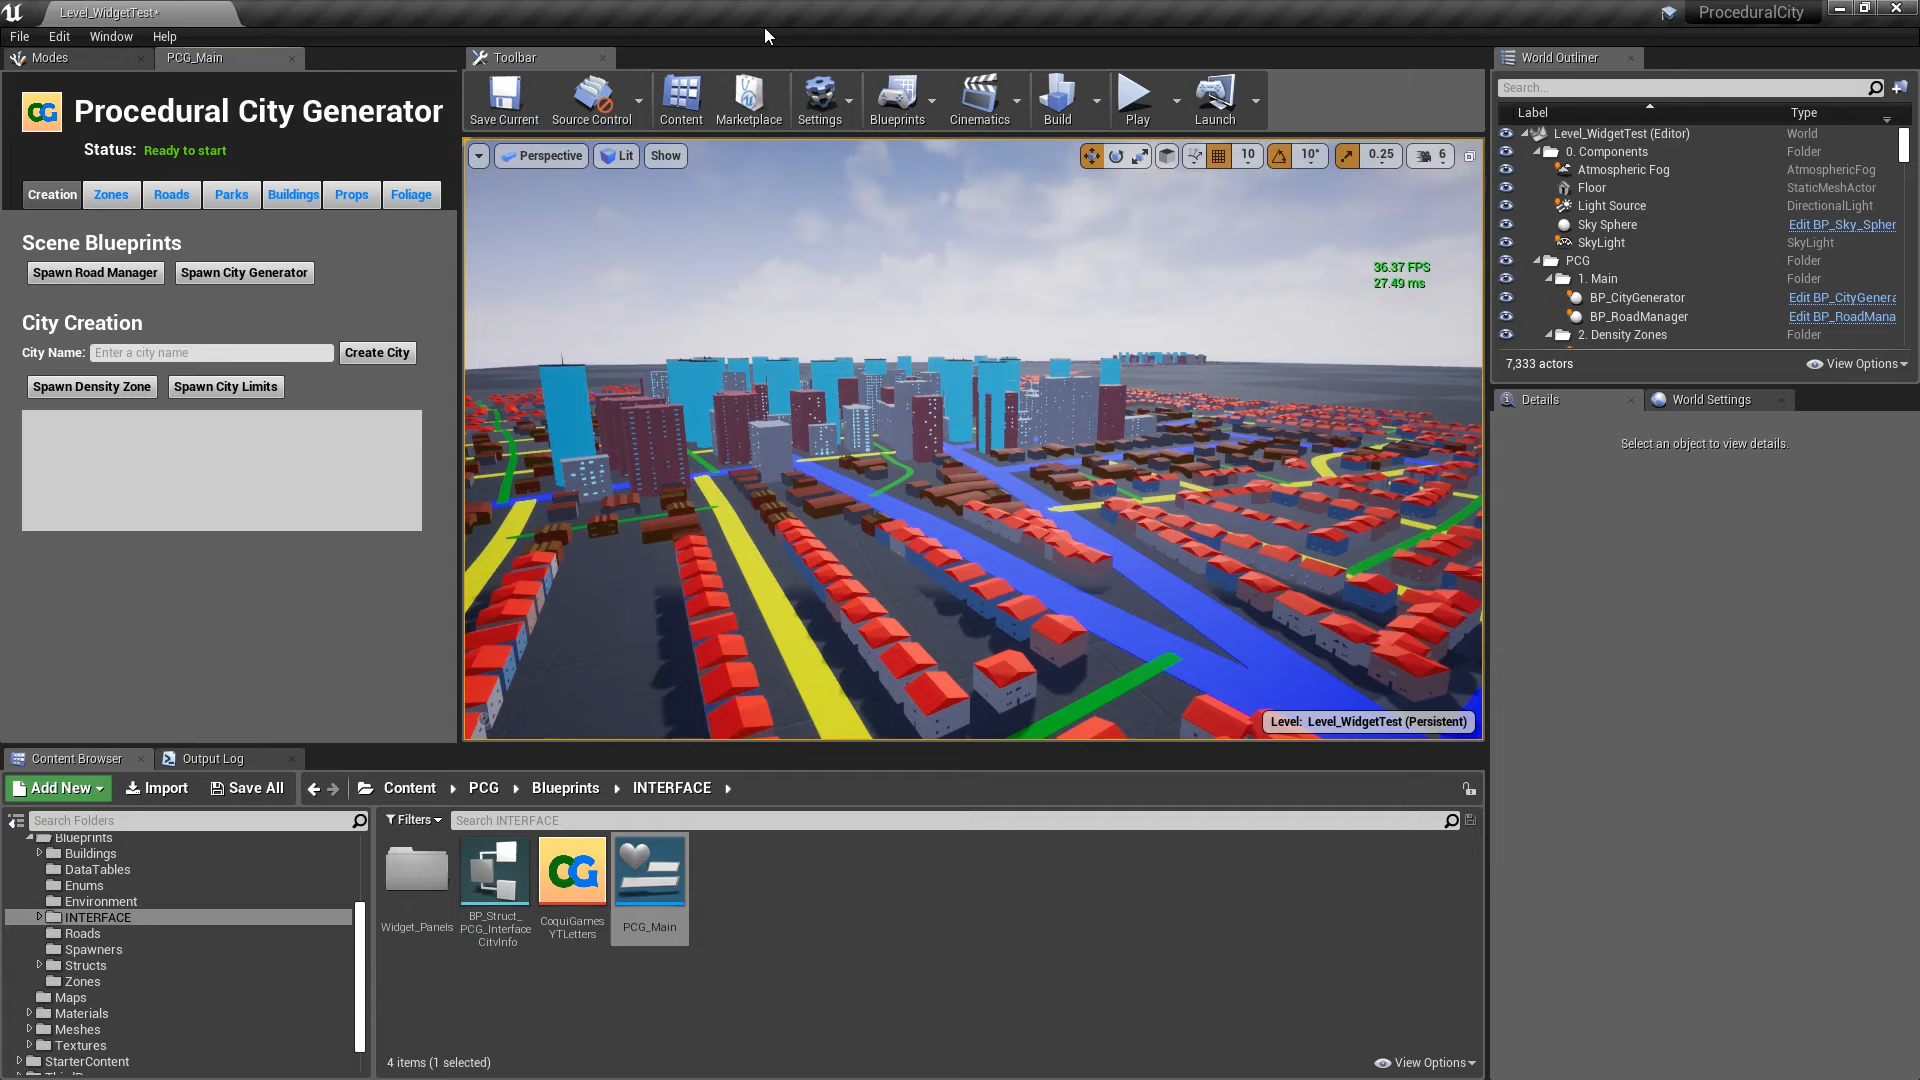 Level_WidgetTest*
ProceduralCity
File Edit Window Help
Modes PCG_Main
Toolbar
World Outliner
CG Procedural City Generator
Status: Ready to start
Creation Zones Roads Parks Buildings Props Foliage
Scene Blueprints
Spawn Road Manager Spawn City Generator
City Creation
City Name: Enter a city name Create City
Spawn Density Zone Spawn City Limits
Save Current Source Control Content Marketplace Settings Blueprints Cinematics Build Play Launch
Perspective Lit Show 10 10° 0.25 6
36.37 FPS
27.49 ms
Level: Level_WidgetTest (Persistent)
Search...
Label Type
Level_WidgetTest (Editor) World
0. Components Folder
Atmospheric Fog AtmosphericFog
Floor StaticMeshActor
Light Source DirectionalLight
Sky Sphere Edit BP_Sky_Spher
SkyLight SkyLight
PCG Folder
1. Main Folder
BP_CityGenerator Edit BP_CityGenera
BP_RoadManager Edit BP_RoadMana
2. Density Zones Folder
7,333 actors View Options
Details World Settings
Select an object to view details.
Content Browser Output Log
Add New Import Save All Content PCG Blueprints INTERFACE
Search Folders
Filters Search INTERFACE
Blueprints
Buildings
DataTables
Enums
Environment
INTERFACE
Roads
Spawners
Structs
Zones
Maps
Materials
Meshes
Textures
StarterContent
Widget_Panels
BP_Struct_
PCG_Interface
CityInfo
CG
CoquiGames
YTLetters
PCG_Main
4 items (1 selected) View Options